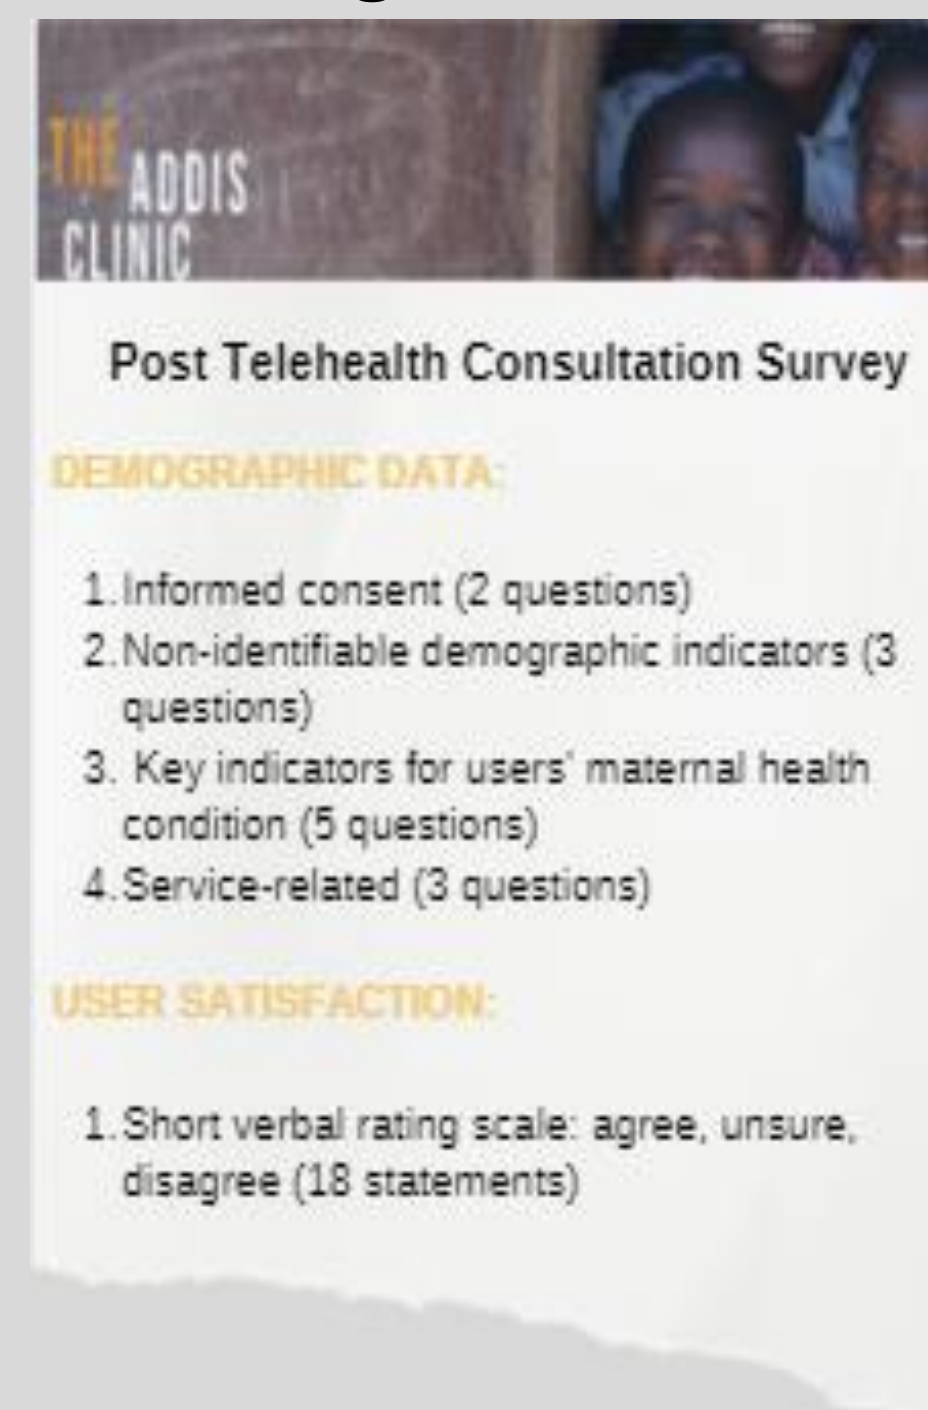 THE
ADDIS
CLINIC
Post Telehealth Consultation Survey
DEMOGRAPHIC DATA:
1. Informed consent (2 questions)
2. Non-identifiable demographic indicators (3
questions)
3. Key indicators for users' maternal health
condition (5 questions)
4. Service-related (3 questions)
USER SATISFACTION:
1. Short verbal rating scale: agree, unsure,
disagree (18 statements)